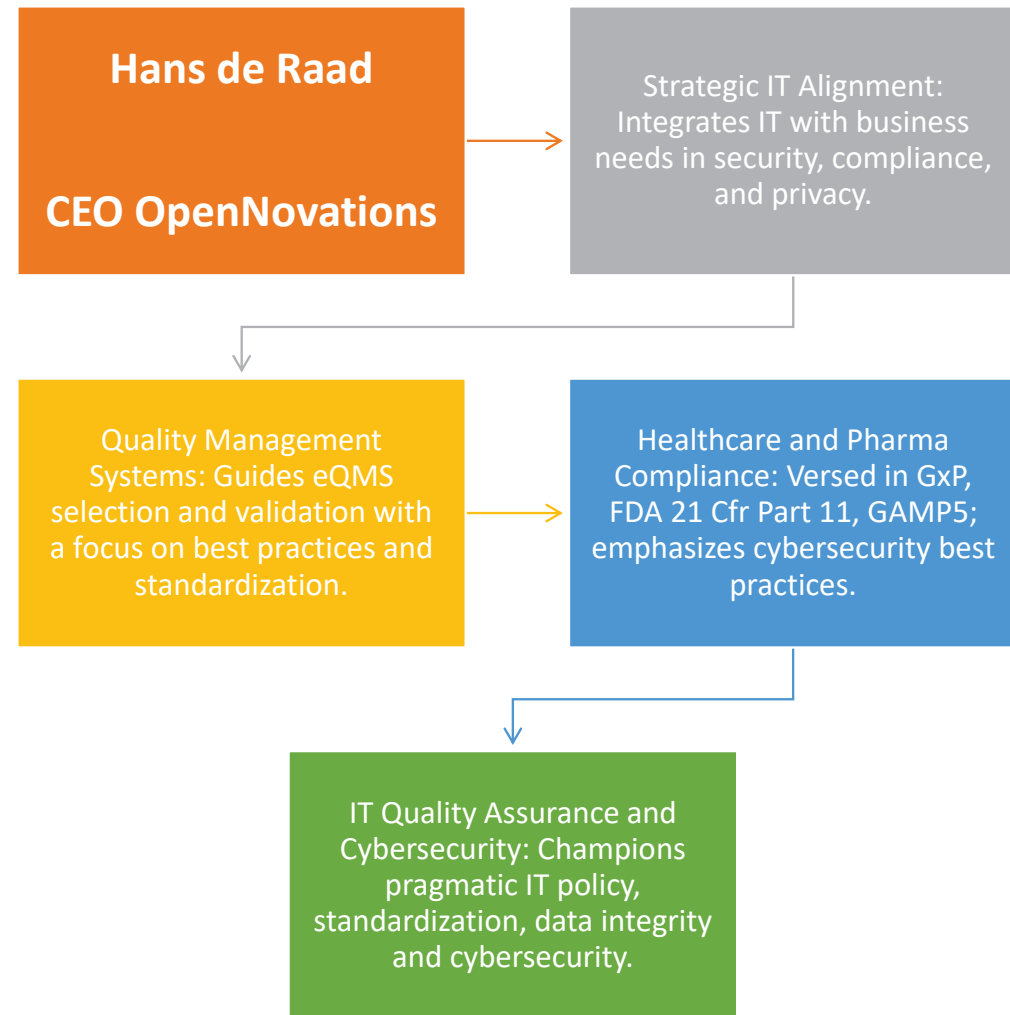 Hans de Raad
CEO OpenNovations
Strategic IT Alignment:
Integrates IT with business
needs in security, compliance,
and privacy.
Quality Management
Systems: Guides eQMS
selection and validation with
a focus on best practices and
standardization.
Healthcare and Pharma
Compliance: Versed in GxP,
FDA 21 Cfr Part 11, GAMP5;
emphasizes cybersecurity best
practices.
IT Quality Assurance and
Cybersecurity: Champions
pragmatic IT policy,
standardization, data integrity
and cybersecurity.